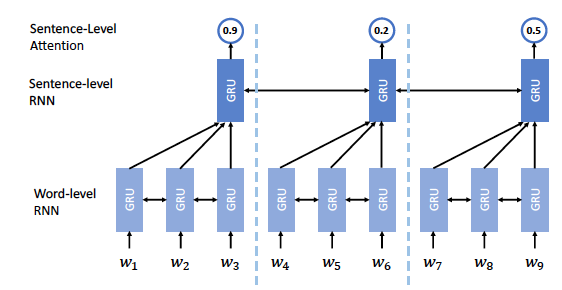 Sentence-Level
Attention
0.9
0.2
0.5
Sentence-level
RNN
GRU
GRU
GRU
Word-level
RNN
GRU
GRU
GRU
GRU
GRU
GRU
GRU
GRU
GRU
w₁
w₂
w₃
w₄
w₅
w₆
w₇
w₈
w₉